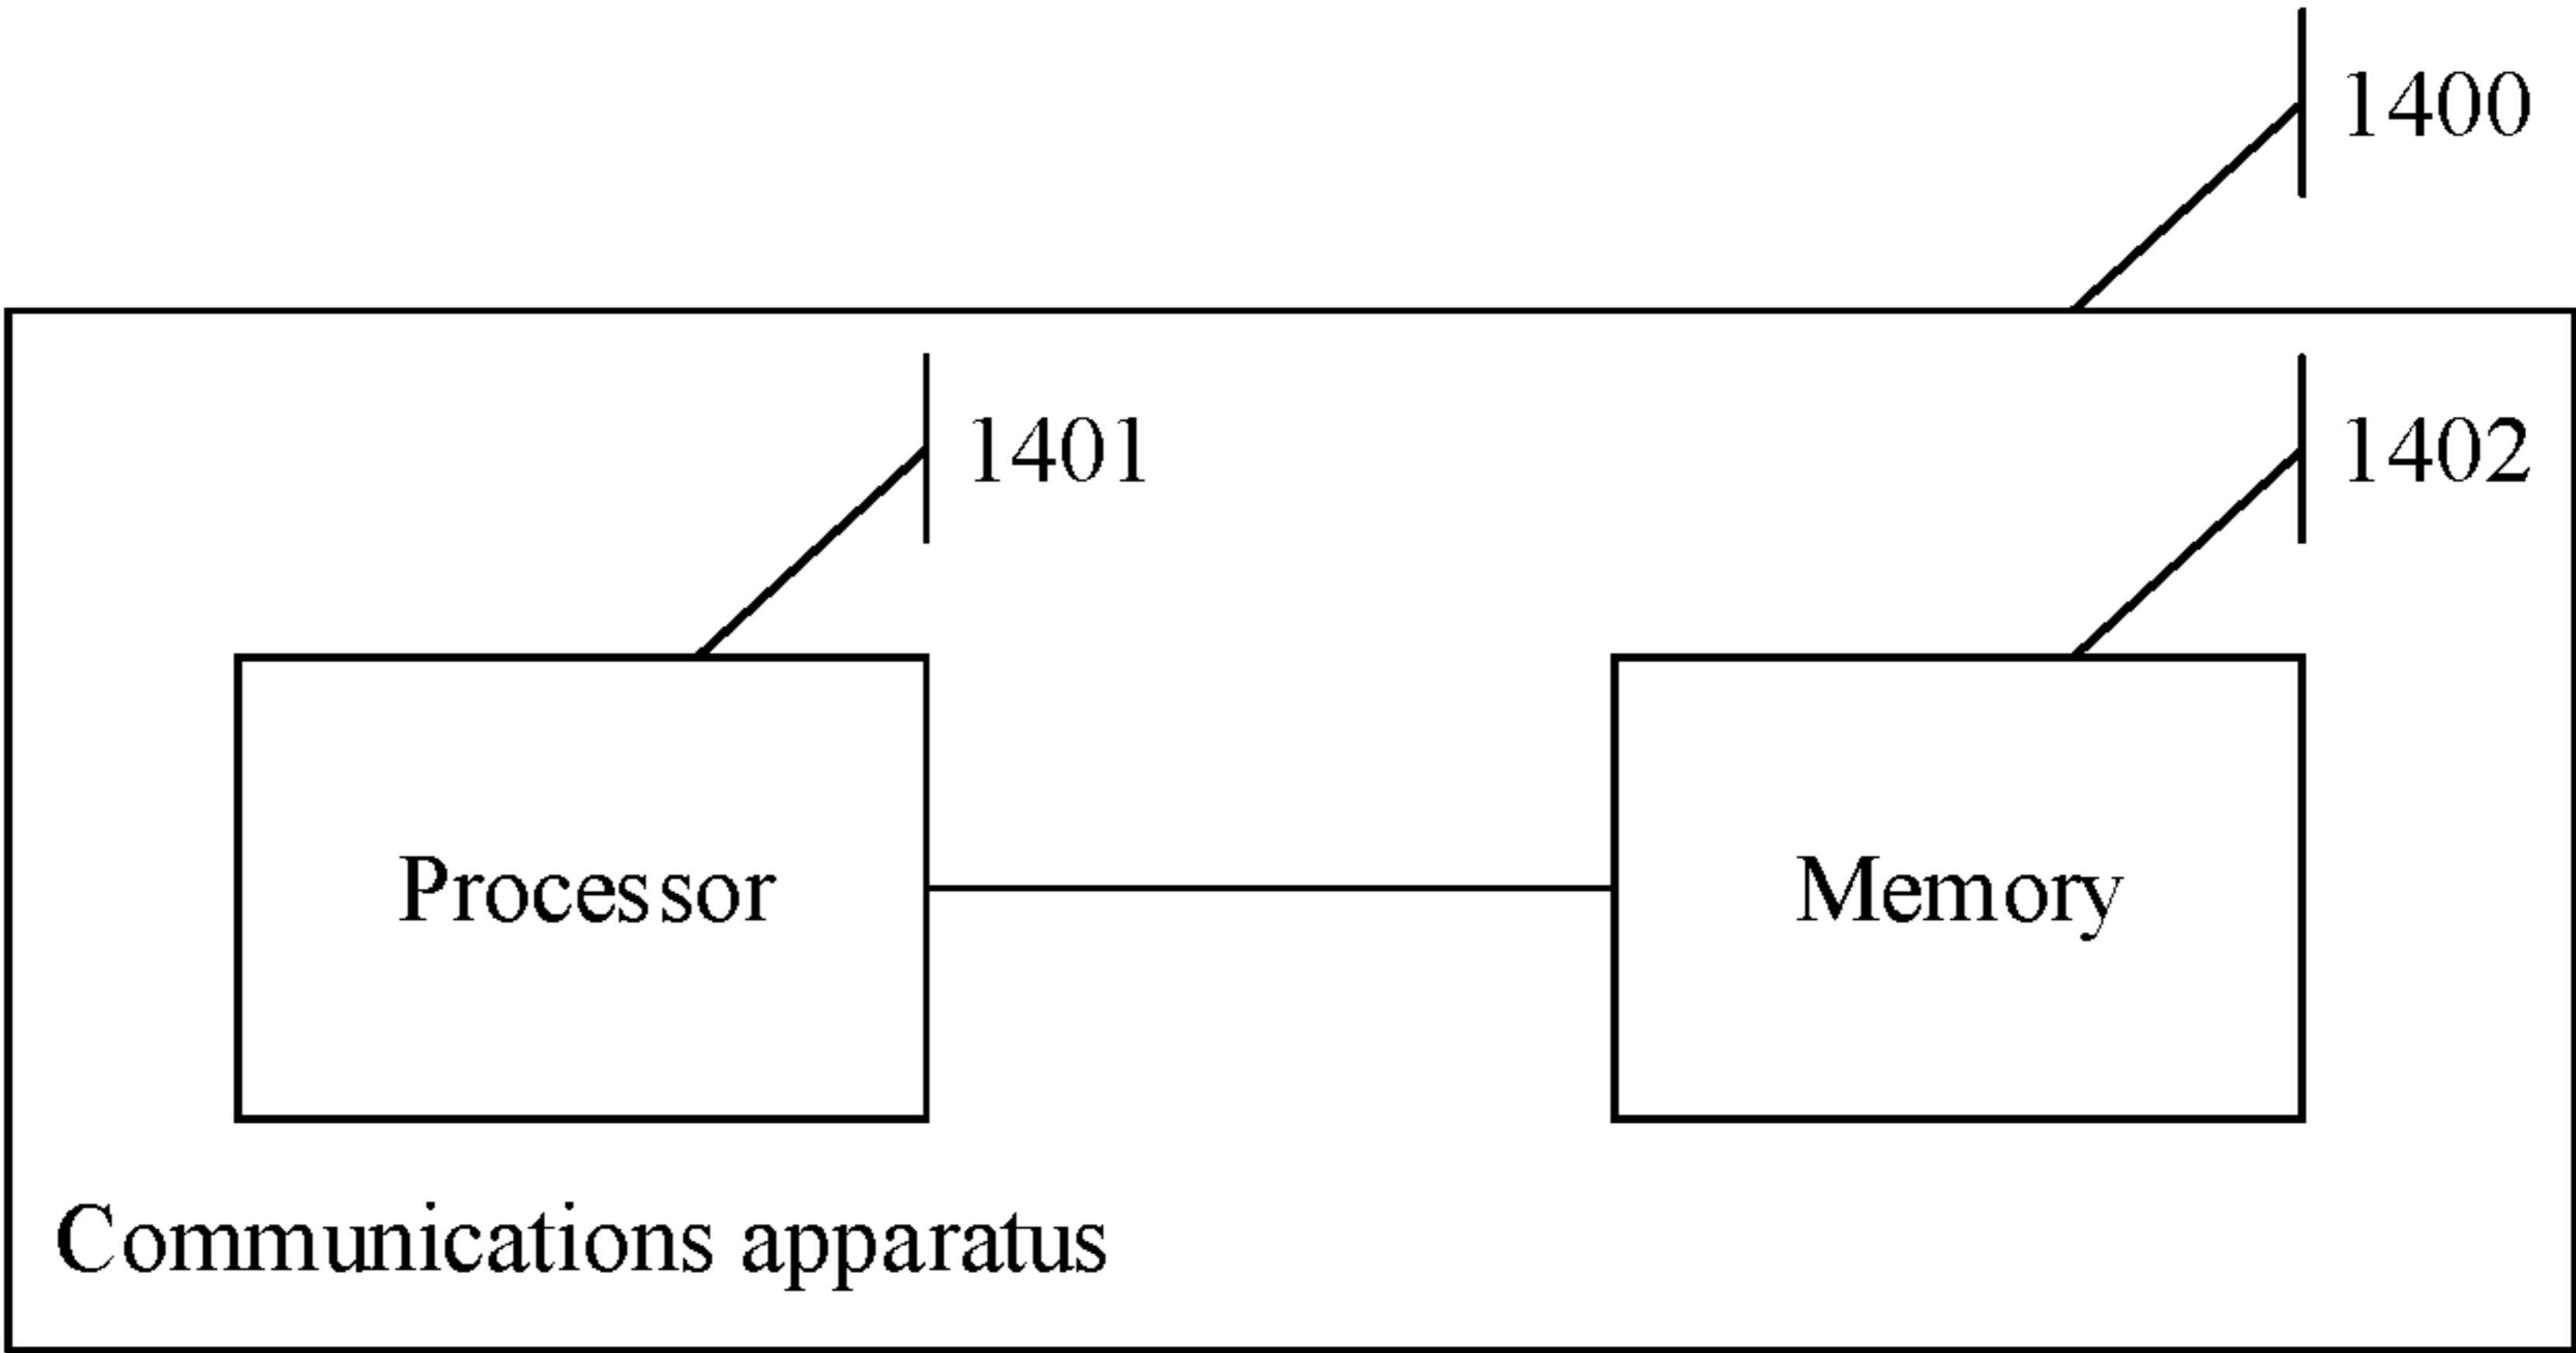 1400
1401
1402
Processor
Memory
Communications apparatus